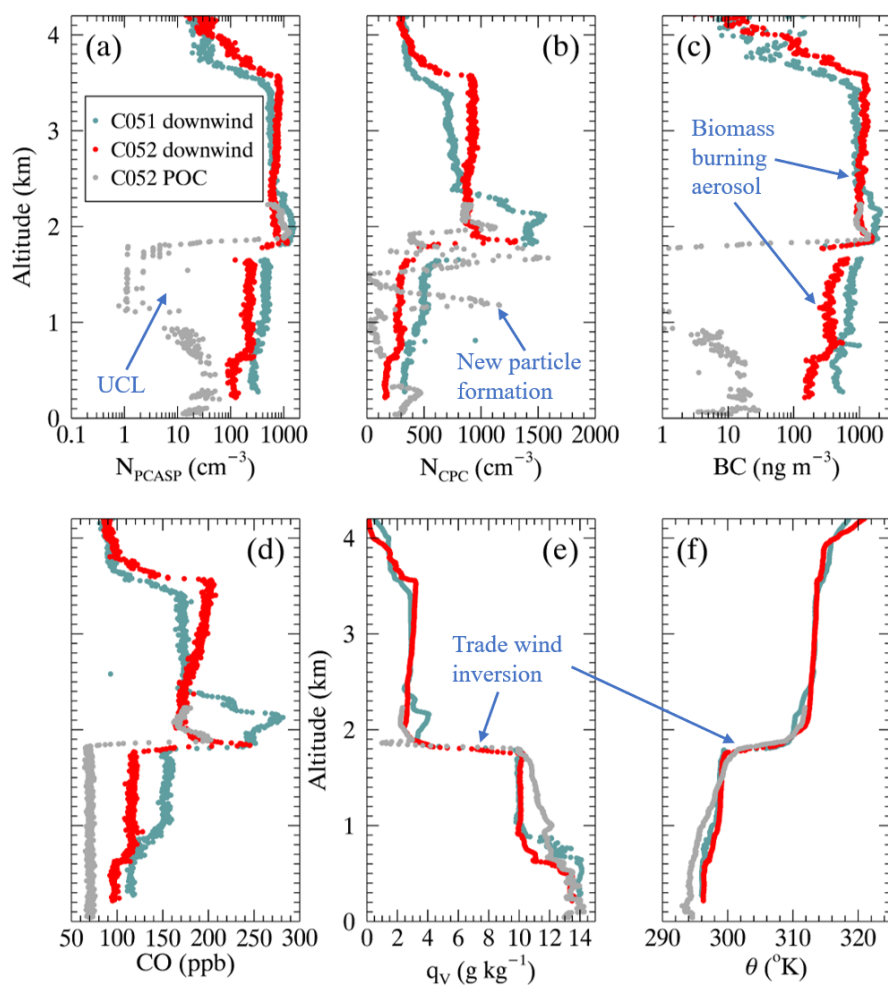 (a)
(b)
(c)
4
3
2
1
0
Altitude (km)
C051 downwind
C052 downwind
C052 POC
UCL
New particle
formation
Biomass
burning
aerosol
0.1 1 10 100 1000
N_PCASP (cm⁻³)
0 500 1000 1500 2000
N_CPC (cm⁻³)
1 10 100 1000
BC (ng m⁻³)
(d)
(e)
(f)
50 100 150 200 250 300
CO (ppb)
4
3
2
1
0
Altitude (km)
Trade wind
inversion
0 2 4 6 8 10 12 14
q_V (g kg⁻¹)
290 300 310 320
θ (°K)